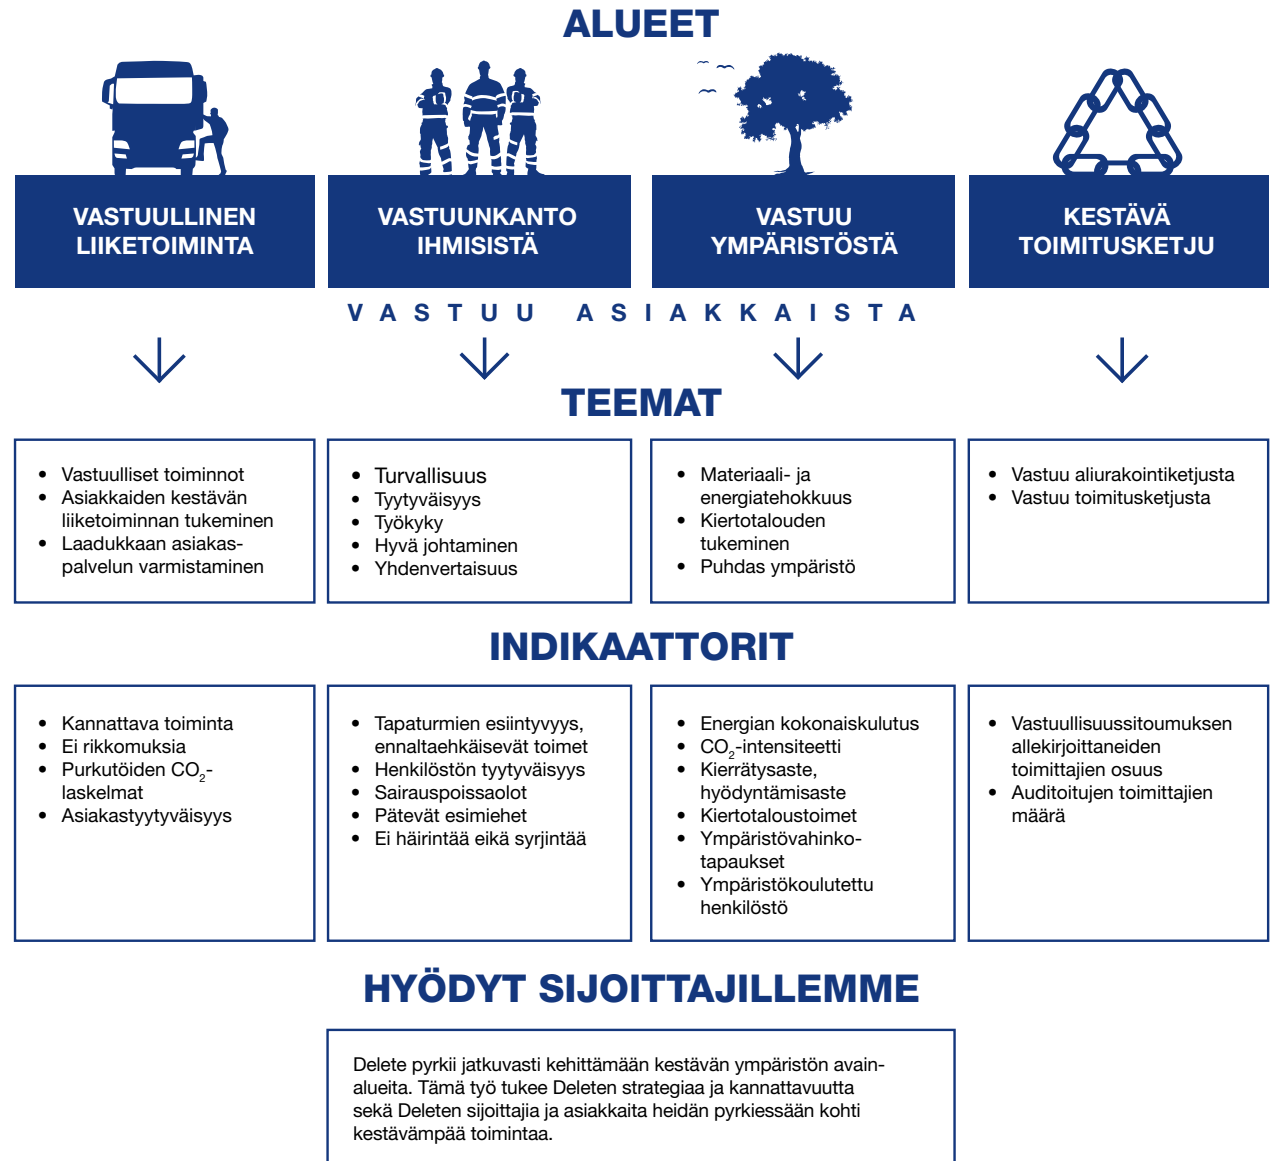 ALUEET
VASTUULLINEN
LIIKETOIMINTA
VASTUUNKANTO
IHMISISTÄ
VASTUU
YMPÄRISTÖSTÄ
KESTÄVÄ
TOIMITUSKETJU
VASTUU ASIAKKAISTA
TEEMAT
• Vastuulliset toiminnot
• Asiakkaiden kestävän
liiketoiminnan tukeminen
• Laadukkaan asiakas-
palvelun varmistaminen
• Turvallisuus
• Tyytyväisyys
• Työkyky
• Hyvä johtaminen
• Yhdenvertaisuus
• Materiaali- ja
energiatehokkuus
• Kiertotalouden
tukeminen
• Puhdas ympäristö
• Vastuu aliurakointiketjusta
• Vastuu toimitusketjusta
INDIKAATTORIT
• Kannattava toiminta
• Ei rikkomuksia
• Purkutöiden CO₂-
laskelmat
• Asiakastyytyväisyys
• Tapaturmien esiintyvyys,
ennaltaehkäisevät toimet
• Henkilöstön tyytyväisyys
• Sairauspoissaolot
• Pätevät esimiehet
• Ei häirintää eikä syrjintää
• Energian kokonaiskulutus
• CO₂-intensiteetti
• Kierrätysaste,
hyödyntämisaste
• Kiertotaloustoimet
• Ympäristövahinko-
tapaukset
• Ympäristökoulutettu
henkilöstö
• Vastuullisuussitoumuksen
allekirjoittaneiden
toimittajien osuus
• Auditoitujen toimittajien
määrä
HYÖDYT SIJOITTAJILLEMME
Delete pyrkii jatkuvasti kehittämään kestävän ympäristön avain-
alueita. Tämä työ tukee Deleten strategiaa ja kannattavuutta
sekä Deleten sijoittajia ja asiakkaita heidän pyrkiessään kohti
kestävämpää toimintaa.